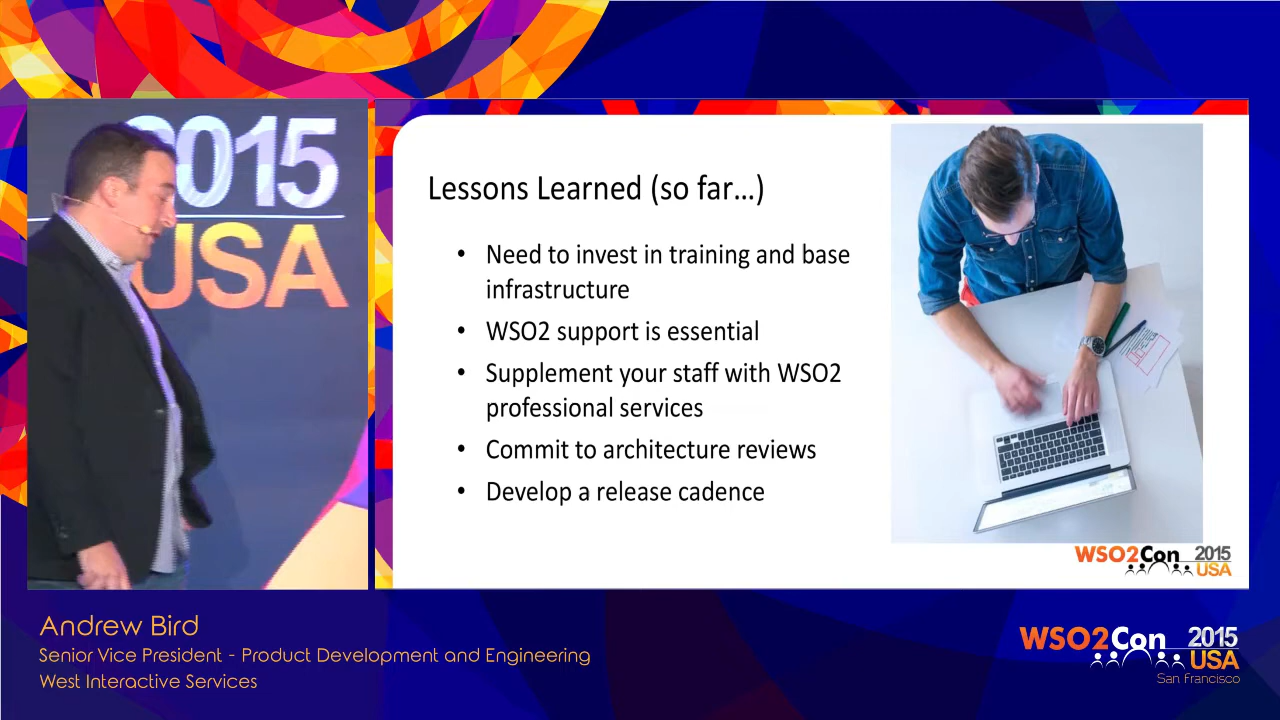 2015
USA
Lessons Learned (so far...)
• Need to invest in training and base
infrastructure
• WSO2 support is essential
• Supplement your staff with WSO2
professional services
• Commit to architecture reviews
• Develop a release cadence
WSO2Con 2015
USA
Andrew Bird
Senior Vice President - Product Development and Engineering
West Interactive Services
WSO2Con 2015
USA
San Francisco